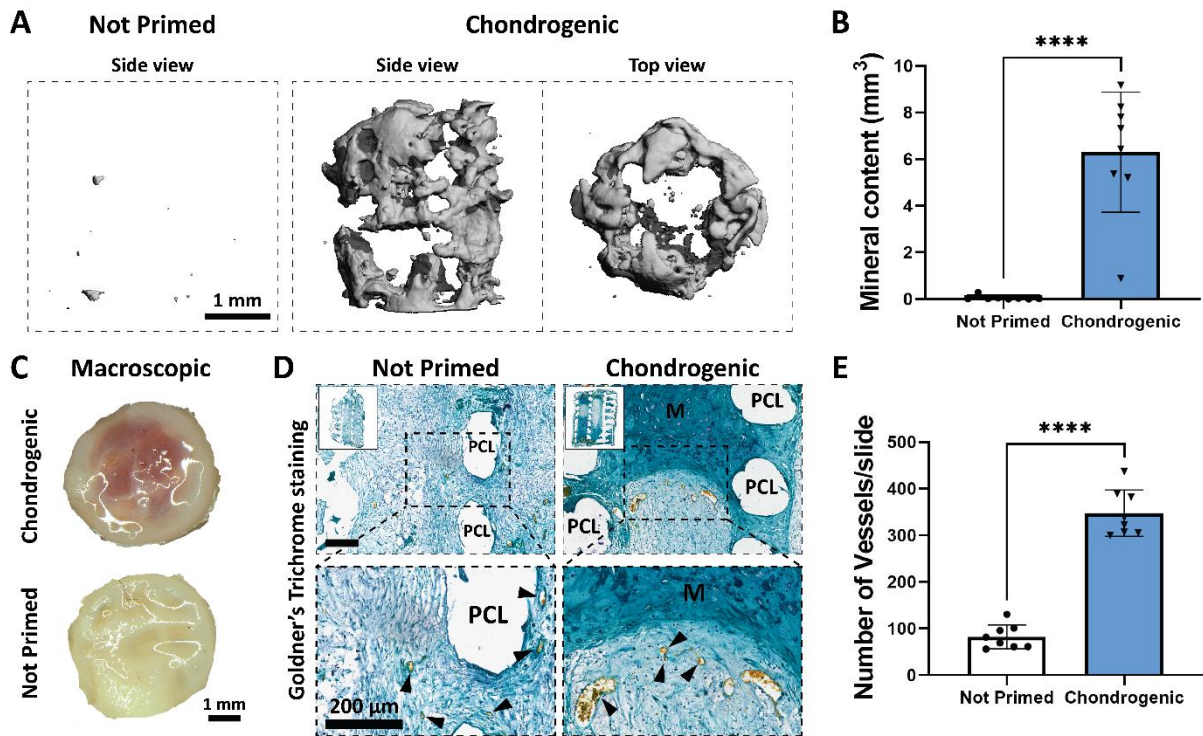 A
Not Primed
Chondrogenic
Side view
Side view
Top view
1 mm
B
****
Mineral content (mm³)
10
8
6
4
2
0
Not Primed
Chondrogenic
C
Macroscopic
Chondrogenic
Not Primed
1 mm
D
Not Primed
Chondrogenic
Goldner's Trichrome staining
PCL
PCL
M
PCL
PCL
PCL
PCL
200 µm
M
E
****
Number of Vessels/slide
500
400
300
200
100
0
Not Primed
Chondrogenic